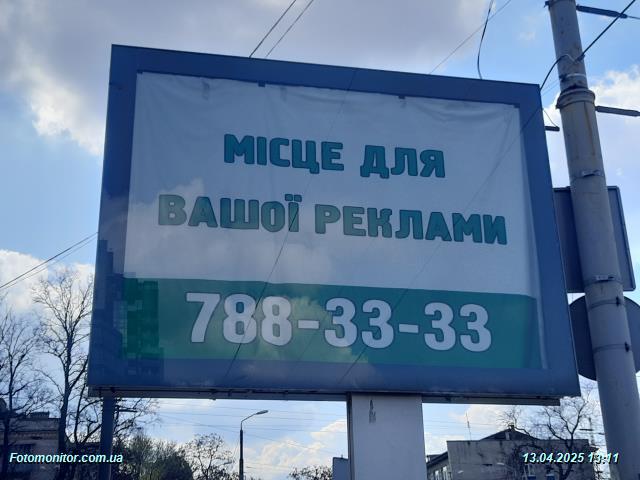 МІСЦЕ ДЛЯ
ВАШОЇ РЕКЛАМИ
788-33-33
Fotomonitor.com.ua
13.04.2025 13:11